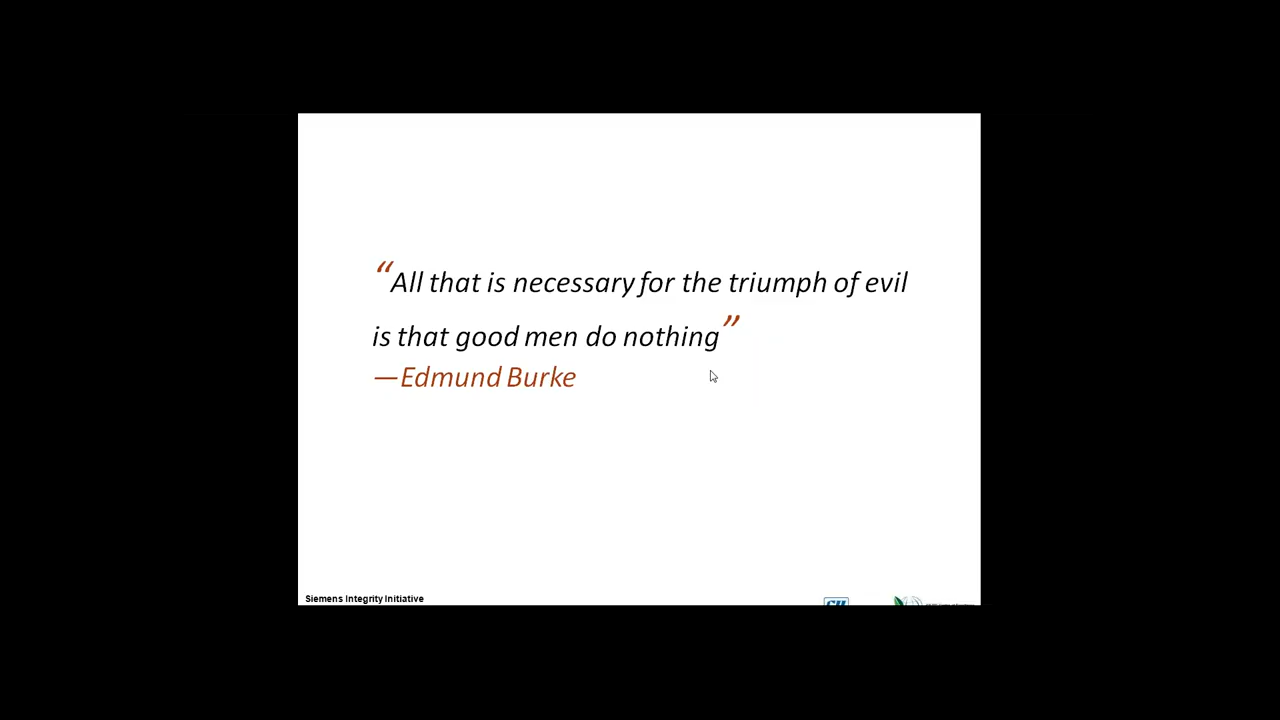 “All that is necessary for the triumph of evil
is that good men do nothing”
—Edmund Burke
Siemens Integrity Initiative
CII